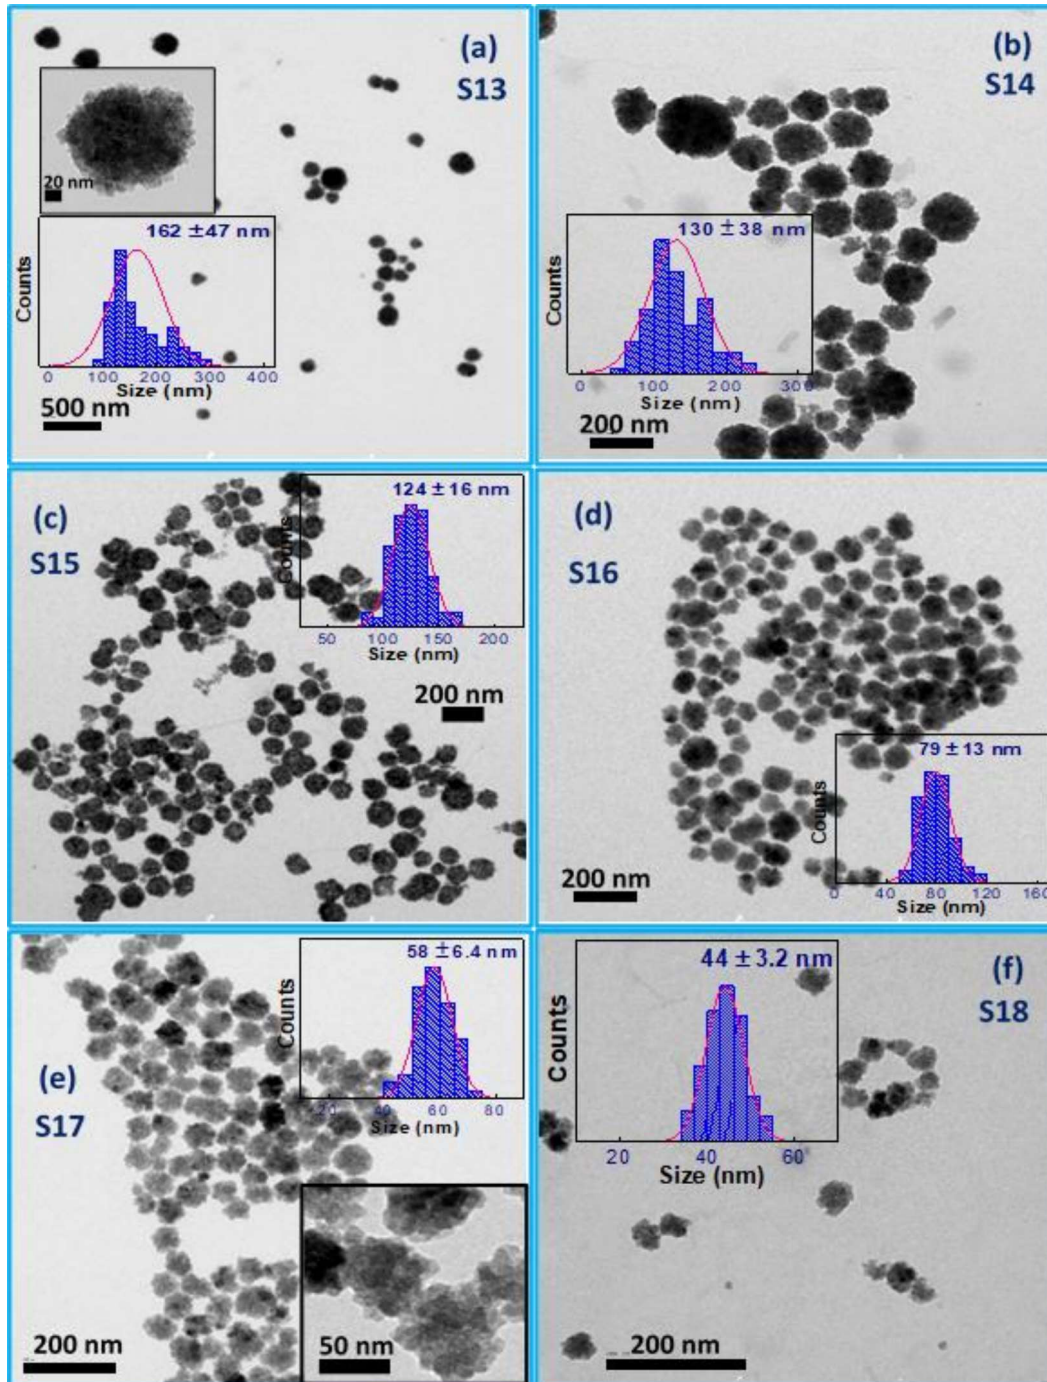 (a)
S13
20 nm
162 ±47 nm
Counts
0 100 200 300 400
Size (nm)
500 nm
(b)
S14
130 ±38 nm
Counts
0 100 200 300
Size (nm)
200 nm
(c)
S15
124 ± 16 nm
Counts
50 100 150 200
Size (nm)
200 nm
(d)
S16
79 ± 13 nm
Counts
0 40 80 120 160
Size (nm)
200 nm
(e)
S17
58 ±6.4 nm
Counts
20 40 60 80
Size (nm)
200 nm
50 nm
(f)
S18
44 ± 3.2 nm
Counts
20 40 60
Size (nm)
200 nm